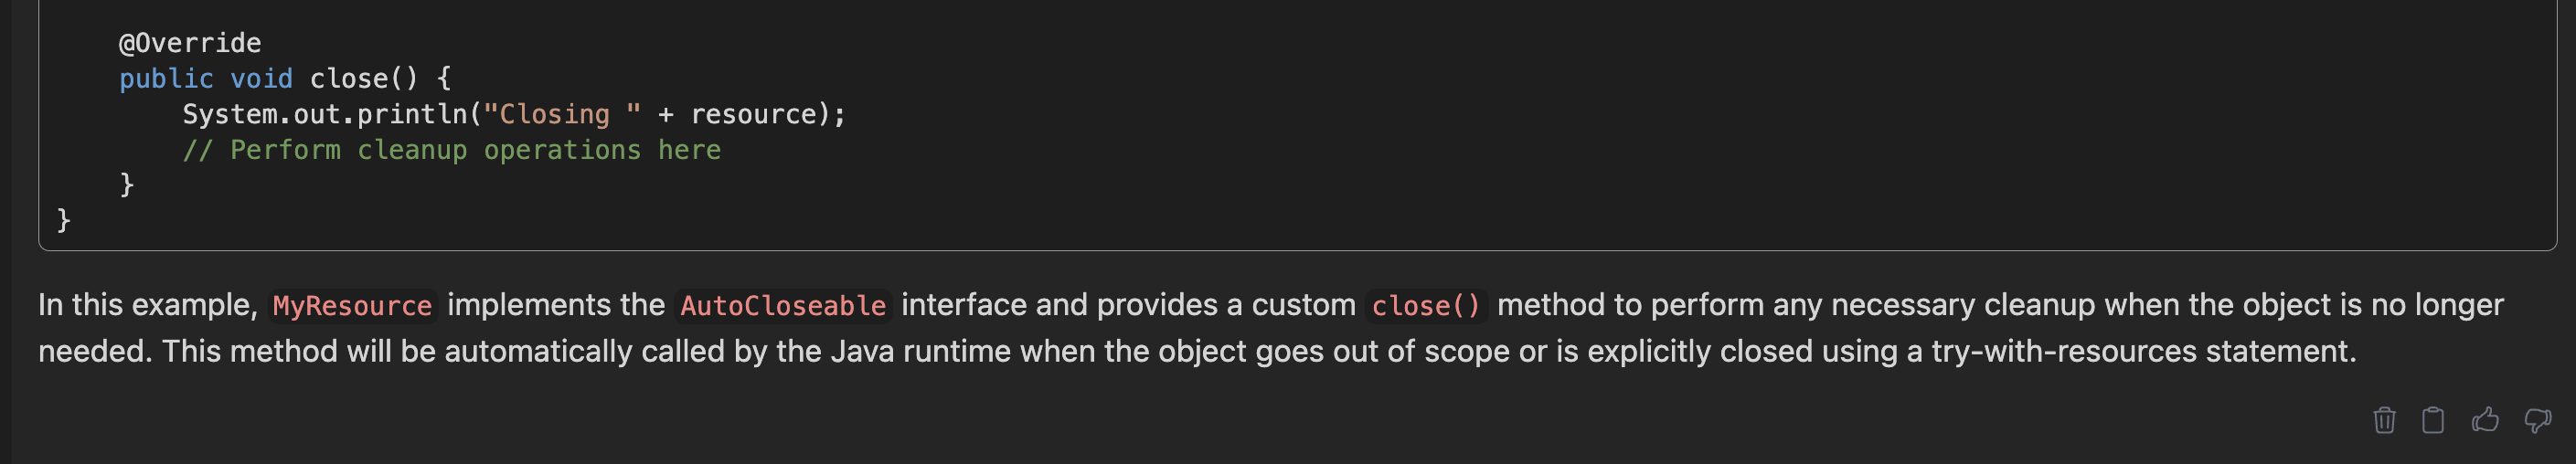 @Override
public void close() {
System.out.println("Closing " + resource);
// Perform cleanup operations here
}
}
In this example, MyResource implements the AutoCloseable interface and provides a custom close() method to perform any necessary cleanup when the object is no longer
needed. This method will be automatically called by the Java runtime when the object goes out of scope or is explicitly closed using a try-with-resources statement.